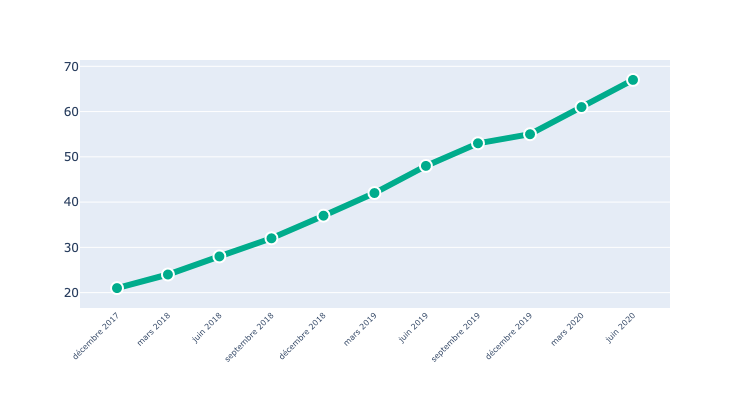 70
60
50
40
30
20
décembre 2017
mars 2018
juin 2018
septembre 2018
décembre 2018
mars 2019
juin 2019
septembre 2019
décembre 2019
mars 2020
juin 2020